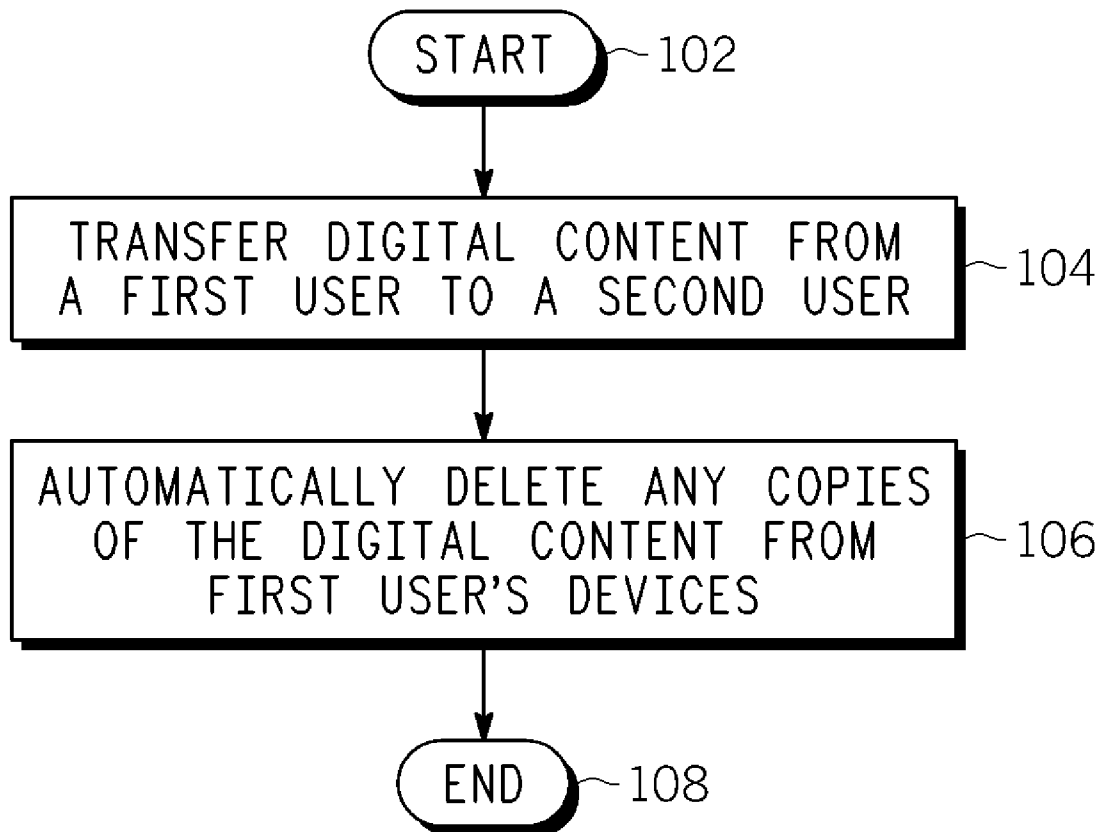 START 102
TRANSFER DIGITAL CONTENT FROM
A FIRST USER TO A SECOND USER
104
AUTOMATICALLY DELETE ANY COPIES
OF THE DIGITAL CONTENT FROM
FIRST USER'S DEVICES
106
END 108